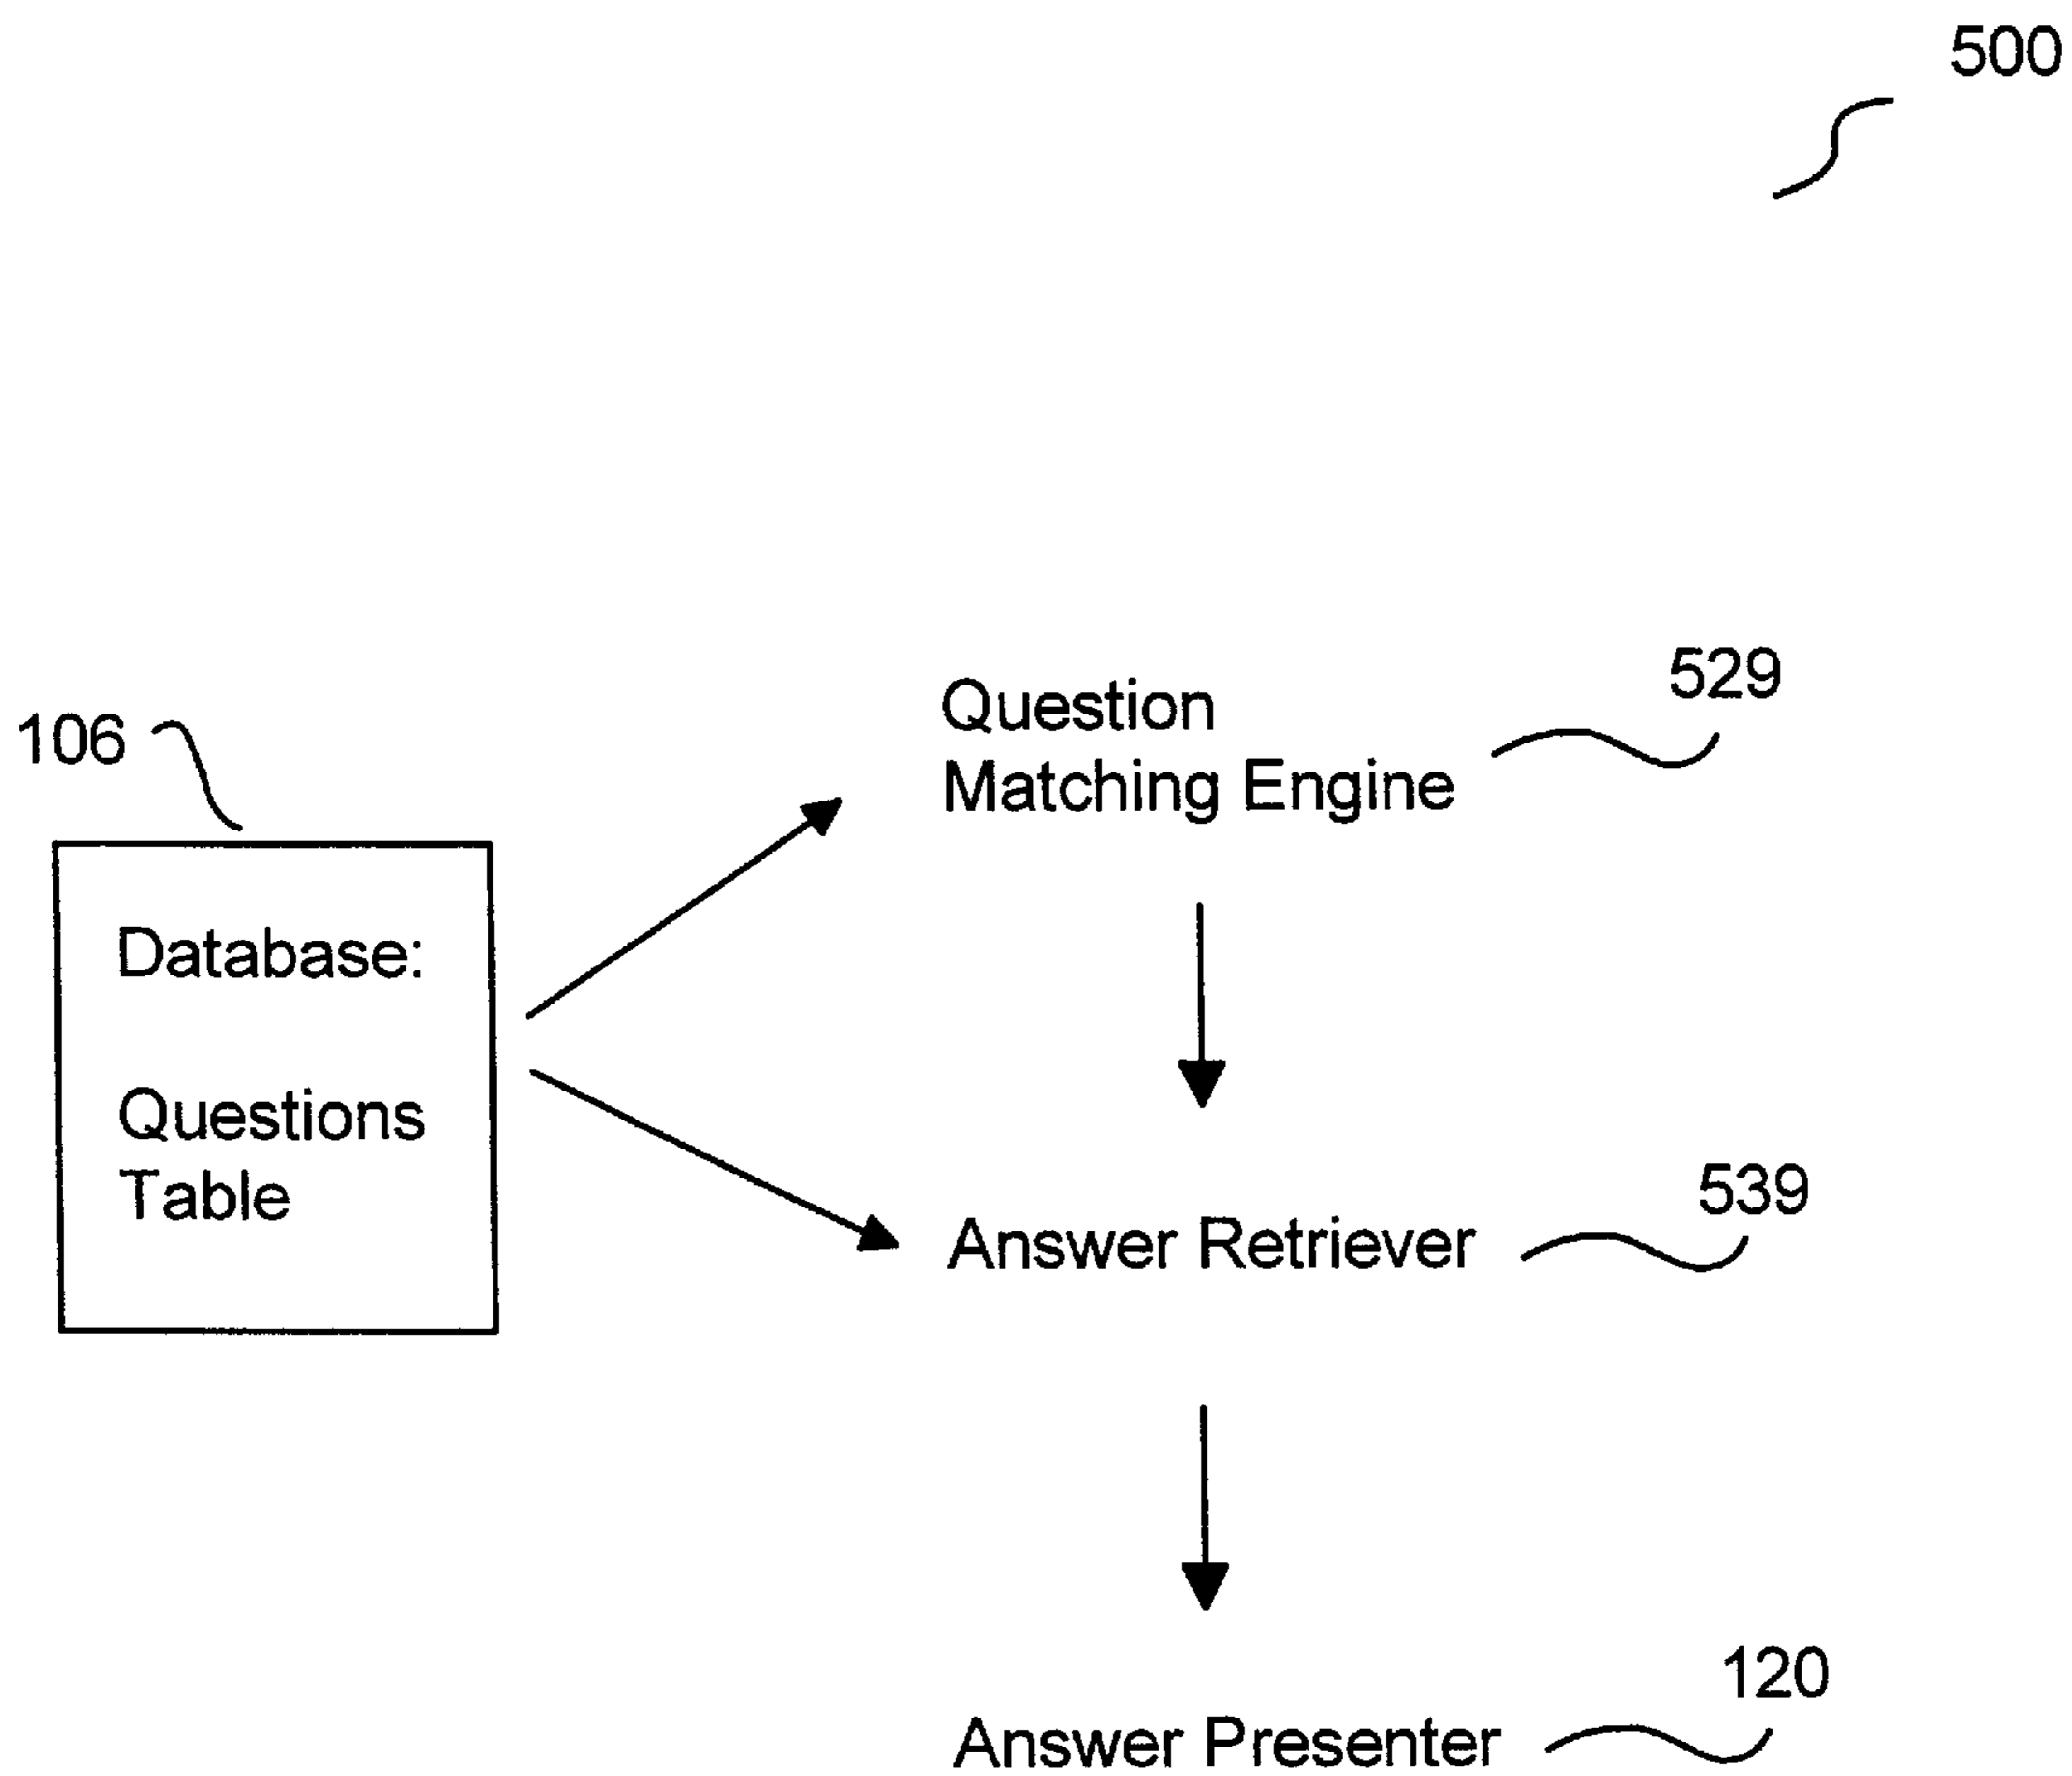 500
529
Question
Matching Engine
106
Database:
Questions
Table
539
Answer Retriever
120
Answer Presenter